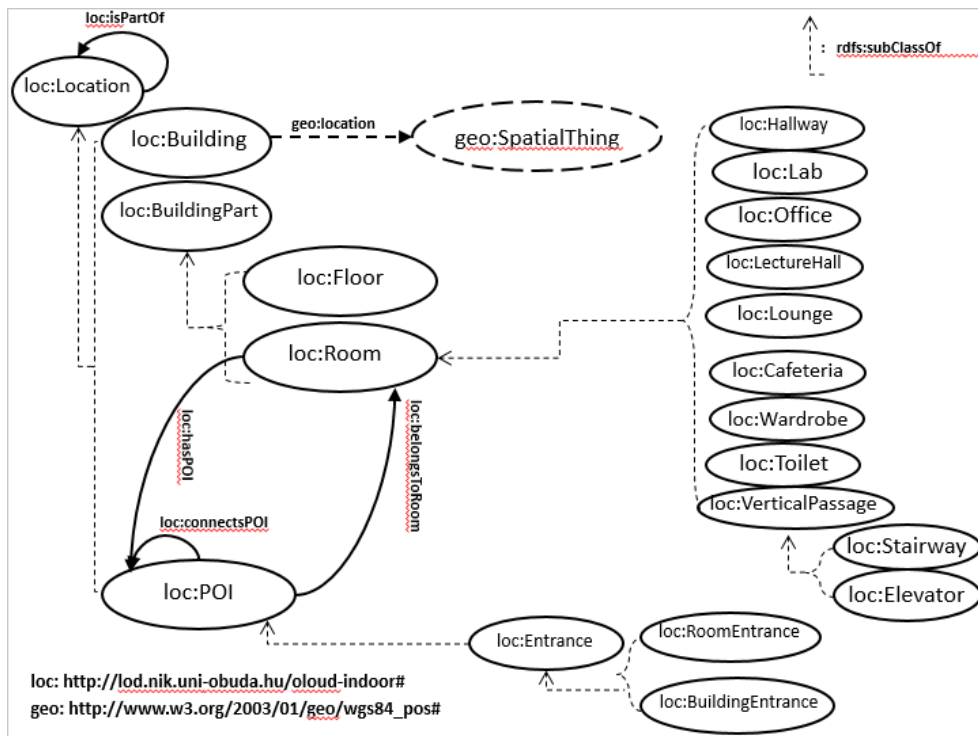 loc:isPartOf
: rdfs:subClassOf
loc:Location
loc:Building
geo:location
geo:SpatialThing
loc:BuildingPart
loc:Floor
loc:Room
loc:hasPOI
loc:belongsToRoom
loc:connectsPOI
loc:POI
loc:Hallway
loc:Lab
loc:Office
loc:LectureHall
loc:Lounge
loc:Cafeteria
loc:Wardrobe
loc:Toilet
loc:VerticalPassage
loc:Stairway
loc:Elevator
loc:Entrance
loc:RoomEntrance
loc:BuildingEntrance
loc: http://lod.nik.uni-obuda.hu/oloud-indoor#
geo: http://www.w3.org/2003/01/geo/wgs84_pos#